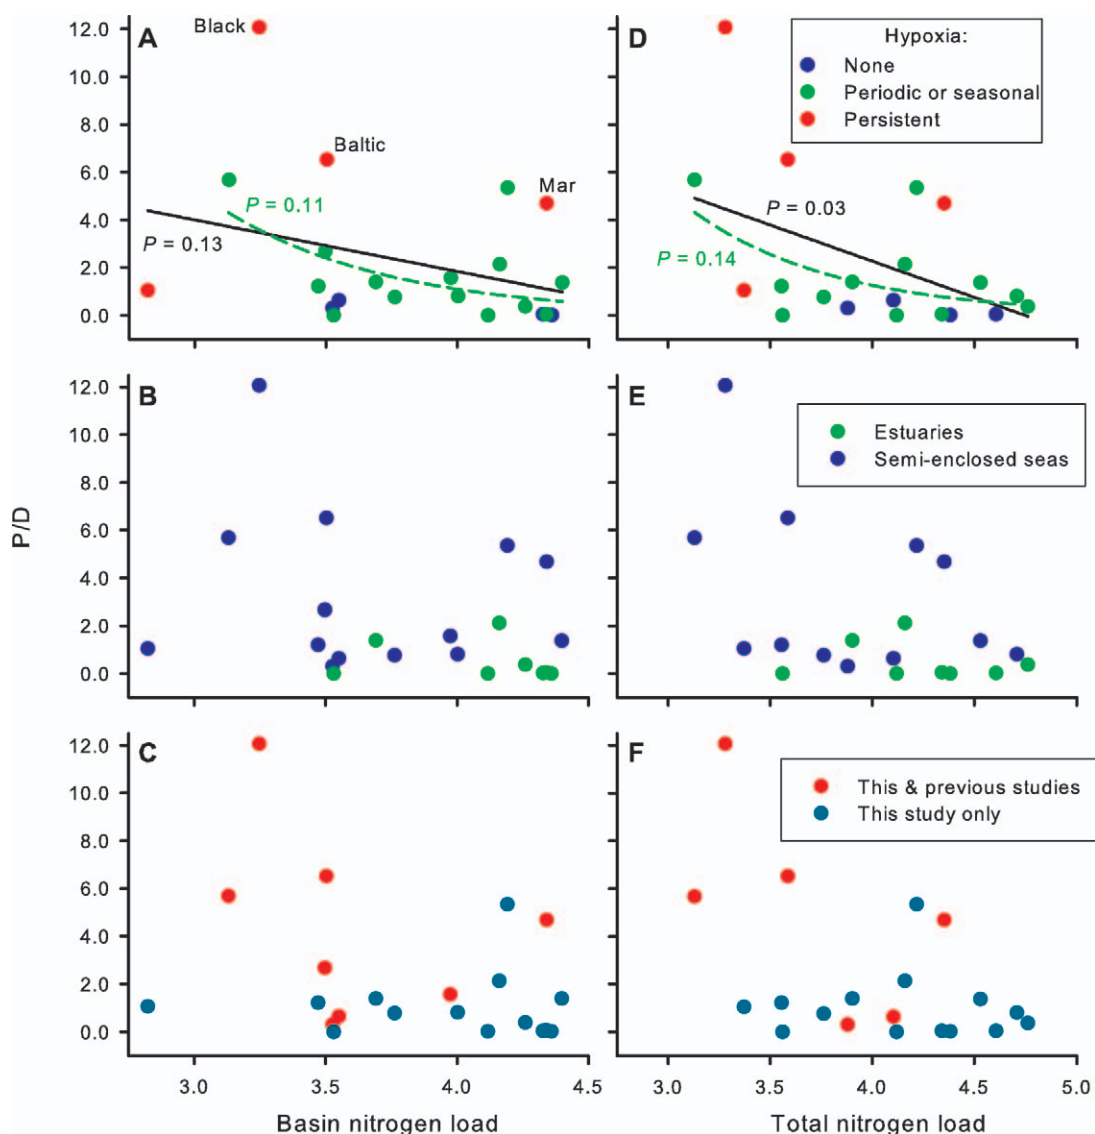 A
Black
Baltic
Mar
P = 0.11
P = 0.13
12.0
10.0
8.0
6.0
4.0
2.0
0.0
D
Hypoxia:
None
Periodic or seasonal
Persistent
P = 0.03
P = 0.14
B
12.0
10.0
8.0
6.0
4.0
2.0
0.0
E
Estuaries
Semi-enclosed seas
P/D
C
12.0
10.0
8.0
6.0
4.0
2.0
0.0
F
This & previous studies
This study only
3.0 3.5 4.0 4.5
3.0 3.5 4.0 4.5 5.0
Basin nitrogen load
Total nitrogen load